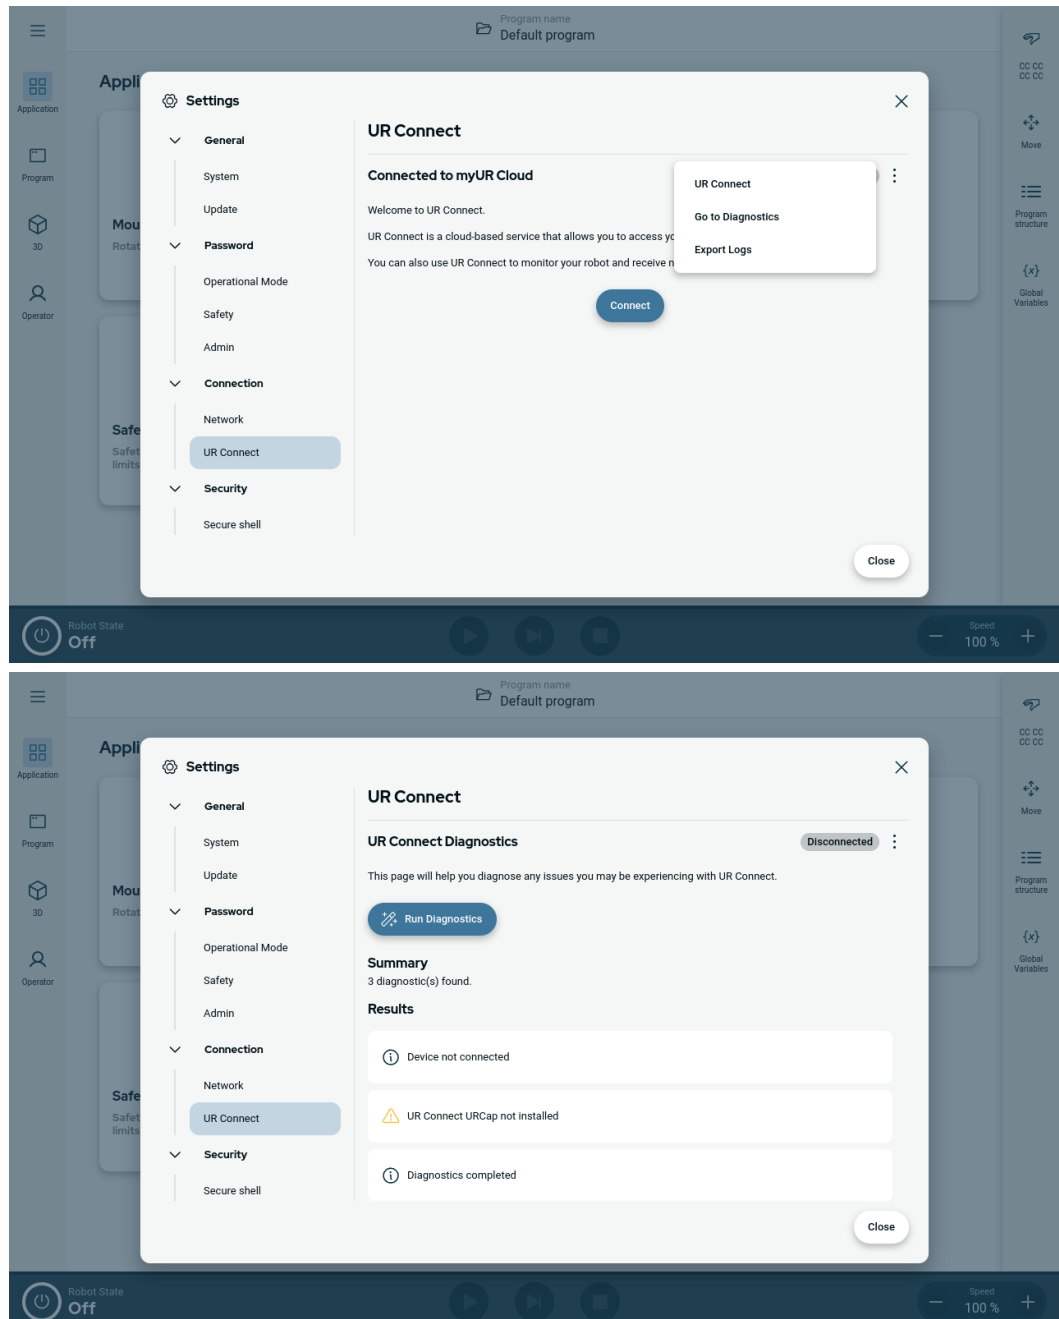 Program name
Default program
Application
Program
3D
Operator
Appli
Mou
Rotat
Safe
Safet
limits
Settings
General
System
Update
Password
Operational Mode
Safety
Admin
Connection
Network
UR Connect
Security
Secure shell
UR Connect
Connected to myUR Cloud
Welcome to UR Connect.
UR Connect is a cloud-based service that allows you to access yo
You can also use UR Connect to monitor your robot and receive n
UR Connect
Go to Diagnostics
Export Logs
Connect
Close
CC CC
CC CC
Move
Program
structure
{x}
Global
Variables
Robot State
Off
Speed
100 %
Program name
Default program
Application
Program
3D
Operator
Appli
Mou
Rotat
Safe
Safet
limits
Settings
General
System
Update
Password
Operational Mode
Safety
Admin
Connection
Network
UR Connect
Security
Secure shell
UR Connect
UR Connect Diagnostics
Disconnected
This page will help you diagnose any issues you may be experiencing with UR Connect.
Run Diagnostics
Summary
3 diagnostic(s) found.
Results
Device not connected
UR Connect URCap not installed
Diagnostics completed
Close
CC CC
CC CC
Move
Program
structure
{x}
Global
Variables
Robot State
Off
Speed
100 %